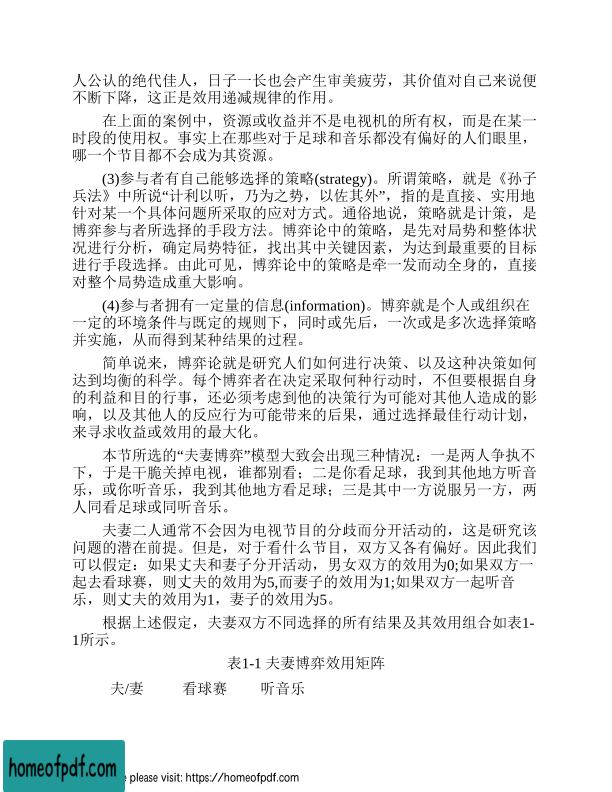 人公认的绝代佳人，日子一长也会产生审美疲劳，其价值对自己来说便
不断下降，这正是效用递减规律的作用。
在上面的案例中，资源或收益并不是电视机的所有权，而是在某一
时段的使用权。事实上在那些对于足球和音乐都没有偏好的人们眼里，
哪一个节目都不会成为其资源。
(3)参与者有自己能够选择的策略(strategy)。所谓策略，就是《孙子
兵法》中所说“计利以听，乃为之势，以佐其外”，指的是直接、实用地
针对某一个具体问题所采取的应对方式。通俗地说，策略就是计策，是
博弈参与者所选择的手段方法。博弈论中的策略，是先对局势和整体状
况进行分析，确定局势特征，找出其中关键因素，为达到最重要的目标
进行手段选择。由此可见，博弈论中的策略是牵一发而动全身的，直接
对整个局势造成重大影响。
(4)参与者拥有一定量的信息(information)。博弈就是个人或组织在
一定的环境条件与既定的规则下，同时或先后，一次或是多次选择策略
并实施，从而得到某种结果的过程。
简单说来，博弈论就是研究人们如何进行决策、以及这种决策如何
达到均衡的科学。每个博弈者在决定采取何种行动时，不但要根据自身
的利益和目的行事，还必须考虑到他的决策行为可能对其他人造成的影
响，以及其他人的反应行为可能带来的后果，通过选择最佳行动计划，
来寻求收益或效用的最大化。
本节所选的“夫妻博弈”模型大致会出现三种情况：一是两人争执不
下，于是干脆关掉电视，谁都别看；二是你看足球，我到其他地方听音
乐，或你听音乐，我到其他地方看足球；三是其中一方说服另一方，两
人同看足球或同听音乐。
夫妻二人通常不会因为电视节目的分歧而分开活动的，这是研究该
问题的潜在前提。但是，对于看什么节目，双方又各有偏好。因此我们
可以假定：如果丈夫和妻子分开活动，男女双方的效用为0;如果双方一
起去看球赛，则丈夫的效用为5,而妻子的效用为1;如果双方一起听音
乐，则丈夫的效用为1，妻子的效用为5。
根据上述假定，夫妻双方不同选择的所有结果及其效用组合如表1-
1所示。
表1-1 夫妻博弈效用矩阵
夫/妻 看球赛 听音乐
homeofpdf.com
e please visit: https://homeofpdf.com